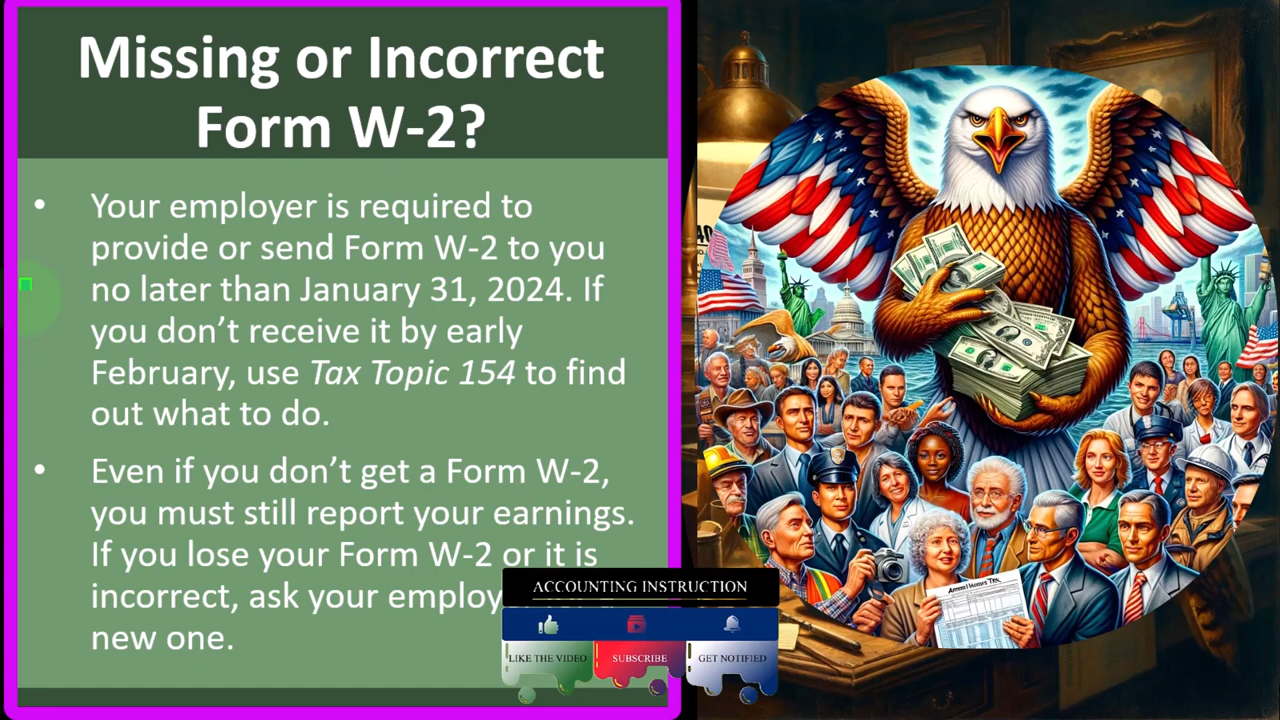 Missing or Incorrect
Form W-2?
• Your employer is required to
provide or send Form W-2 to you
no later than January 31, 2024. If
you don’t receive it by early
February, use Tax Topic 154 to find
out what to do.
• Even if you don’t get a Form W-2,
you must still report your earnings.
If you lose your Form W-2 or it is
incorrect, ask your employ
new one.
ACCOUNTING INSTRUCTION
LIKE THE VIDEO
SUBSCRIBE
GET NOTIFIED